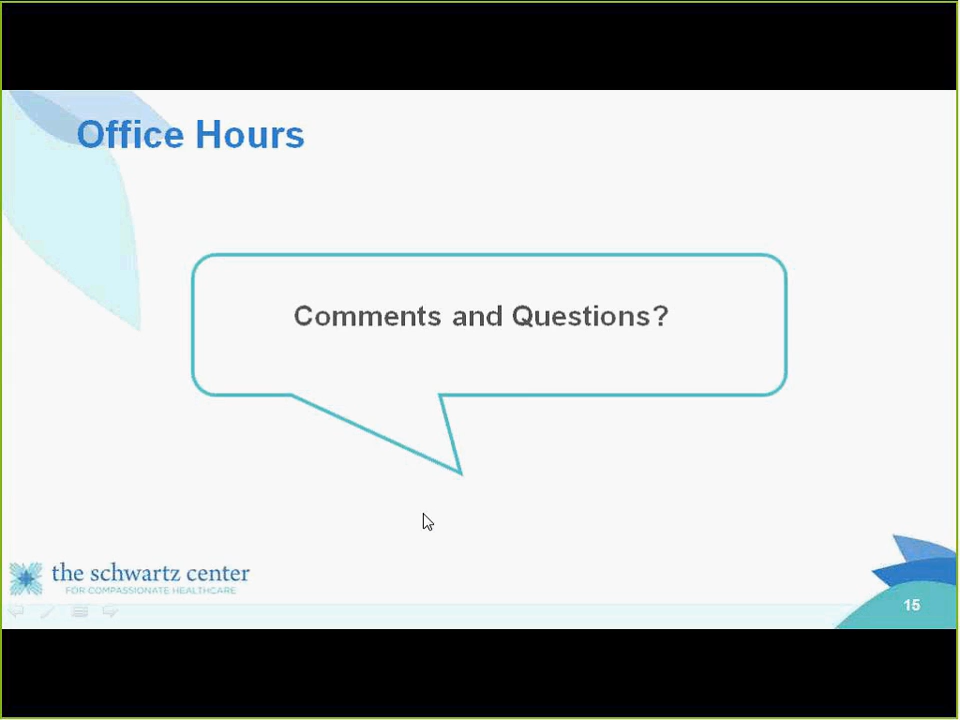 Office Hours
Comments and Questions?
the schwartz center
FOR COMPASSIONATE HEALTHCARE
15